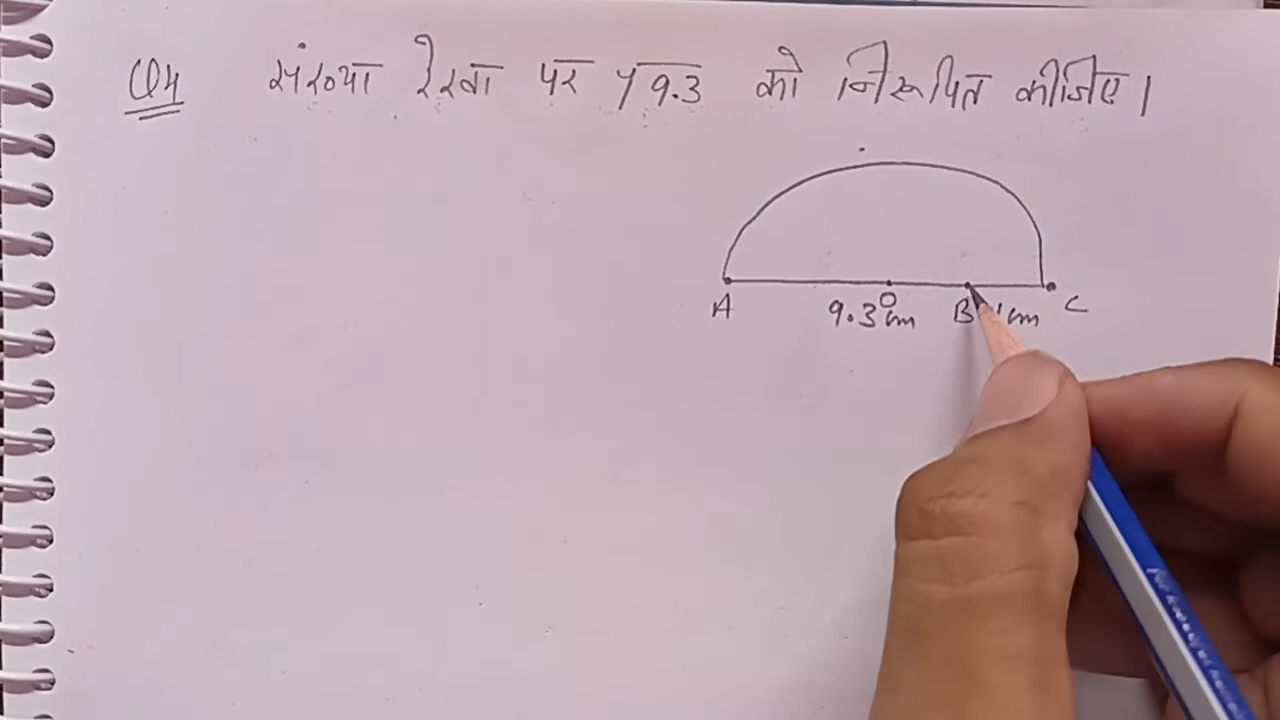 Q4 संख्या रेखा पर √9.3 को निरूपित कीजिए।
A 9.3cm O B 1cm C